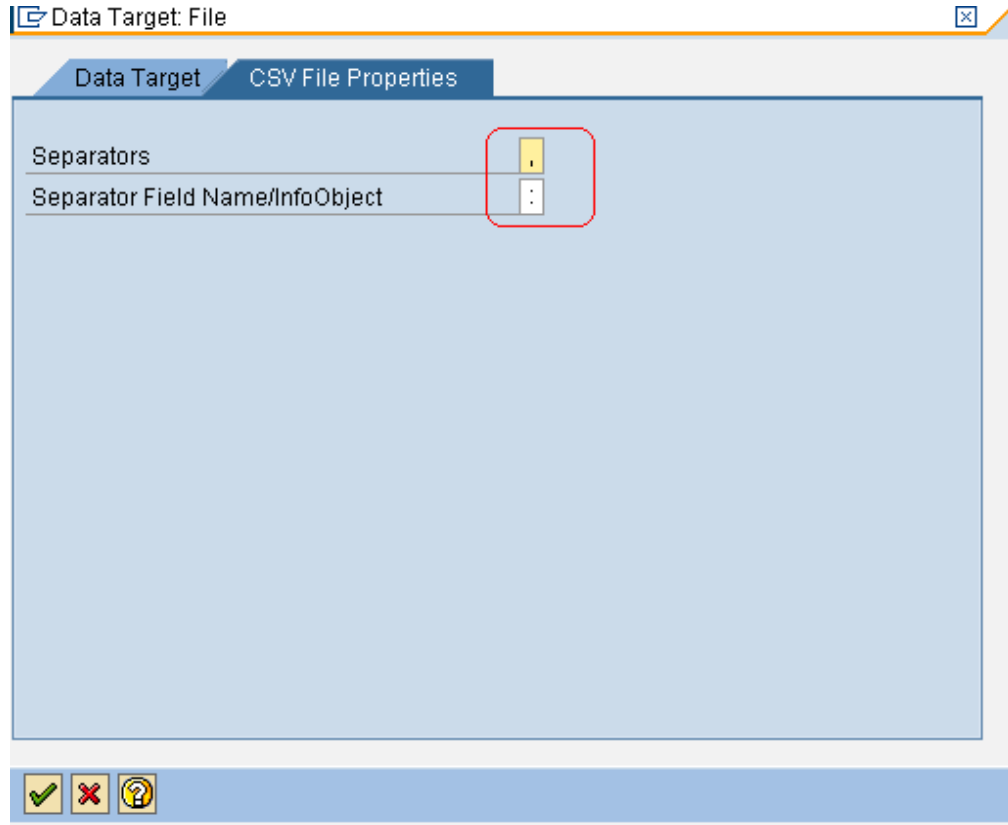 Data Target: File
Data Target CSV File Properties
Separators ,
Separator Field Name/InfoObject :